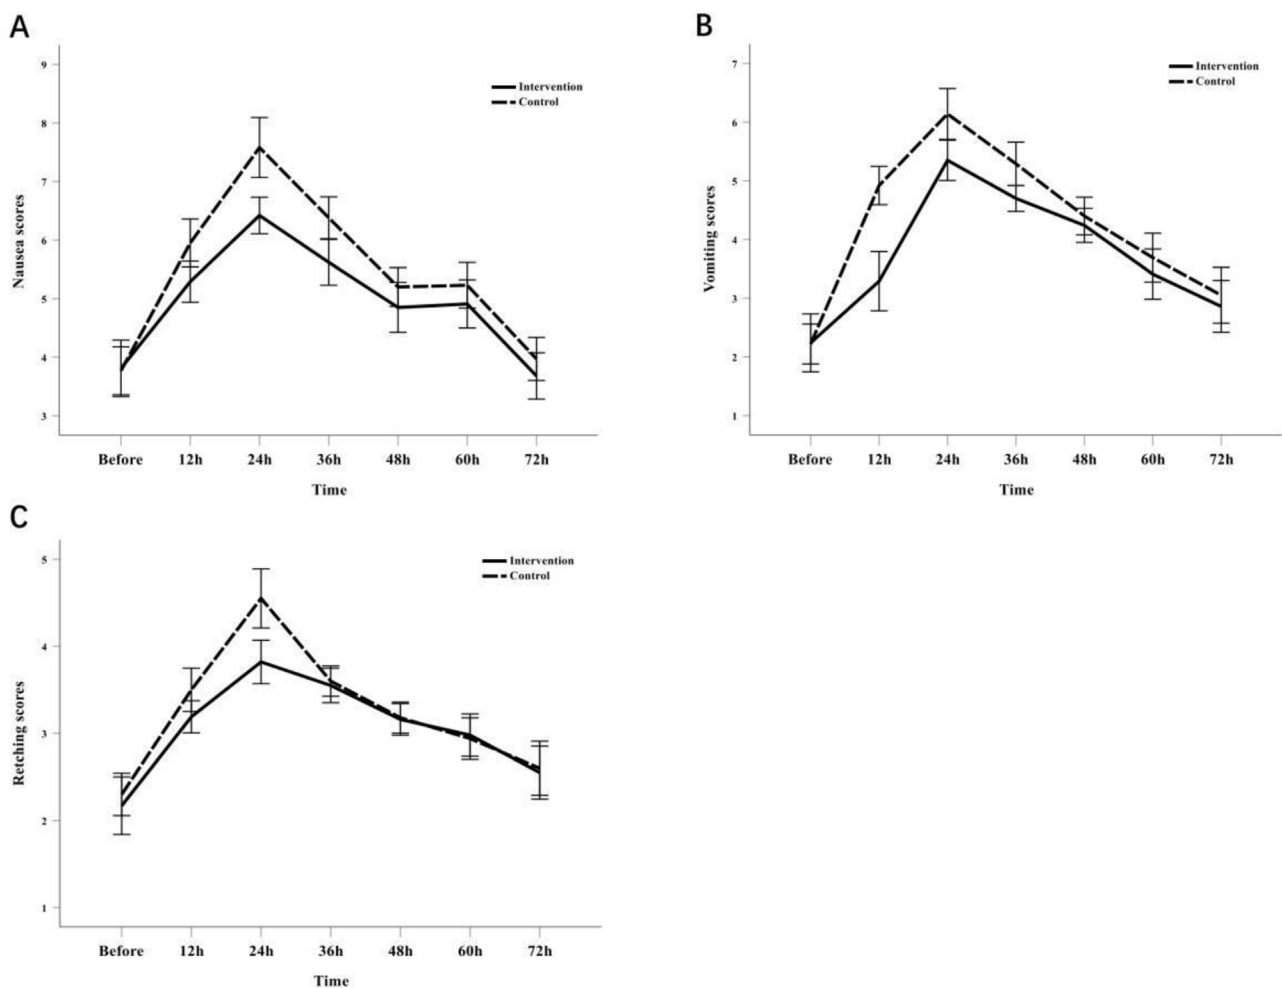 A
9
8
7
6
5
4
3
Nausea scores
Intervention
Control
Before 12h 24h 36h 48h 60h 72h
Time
B
7
6
5
4
3
2
1
Vomiting scores
Intervention
Control
Before 12h 24h 36h 48h 60h 72h
Time
C
5
4
3
2
1
Retching scores
Intervention
Control
Before 12h 24h 36h 48h 60h 72h
Time